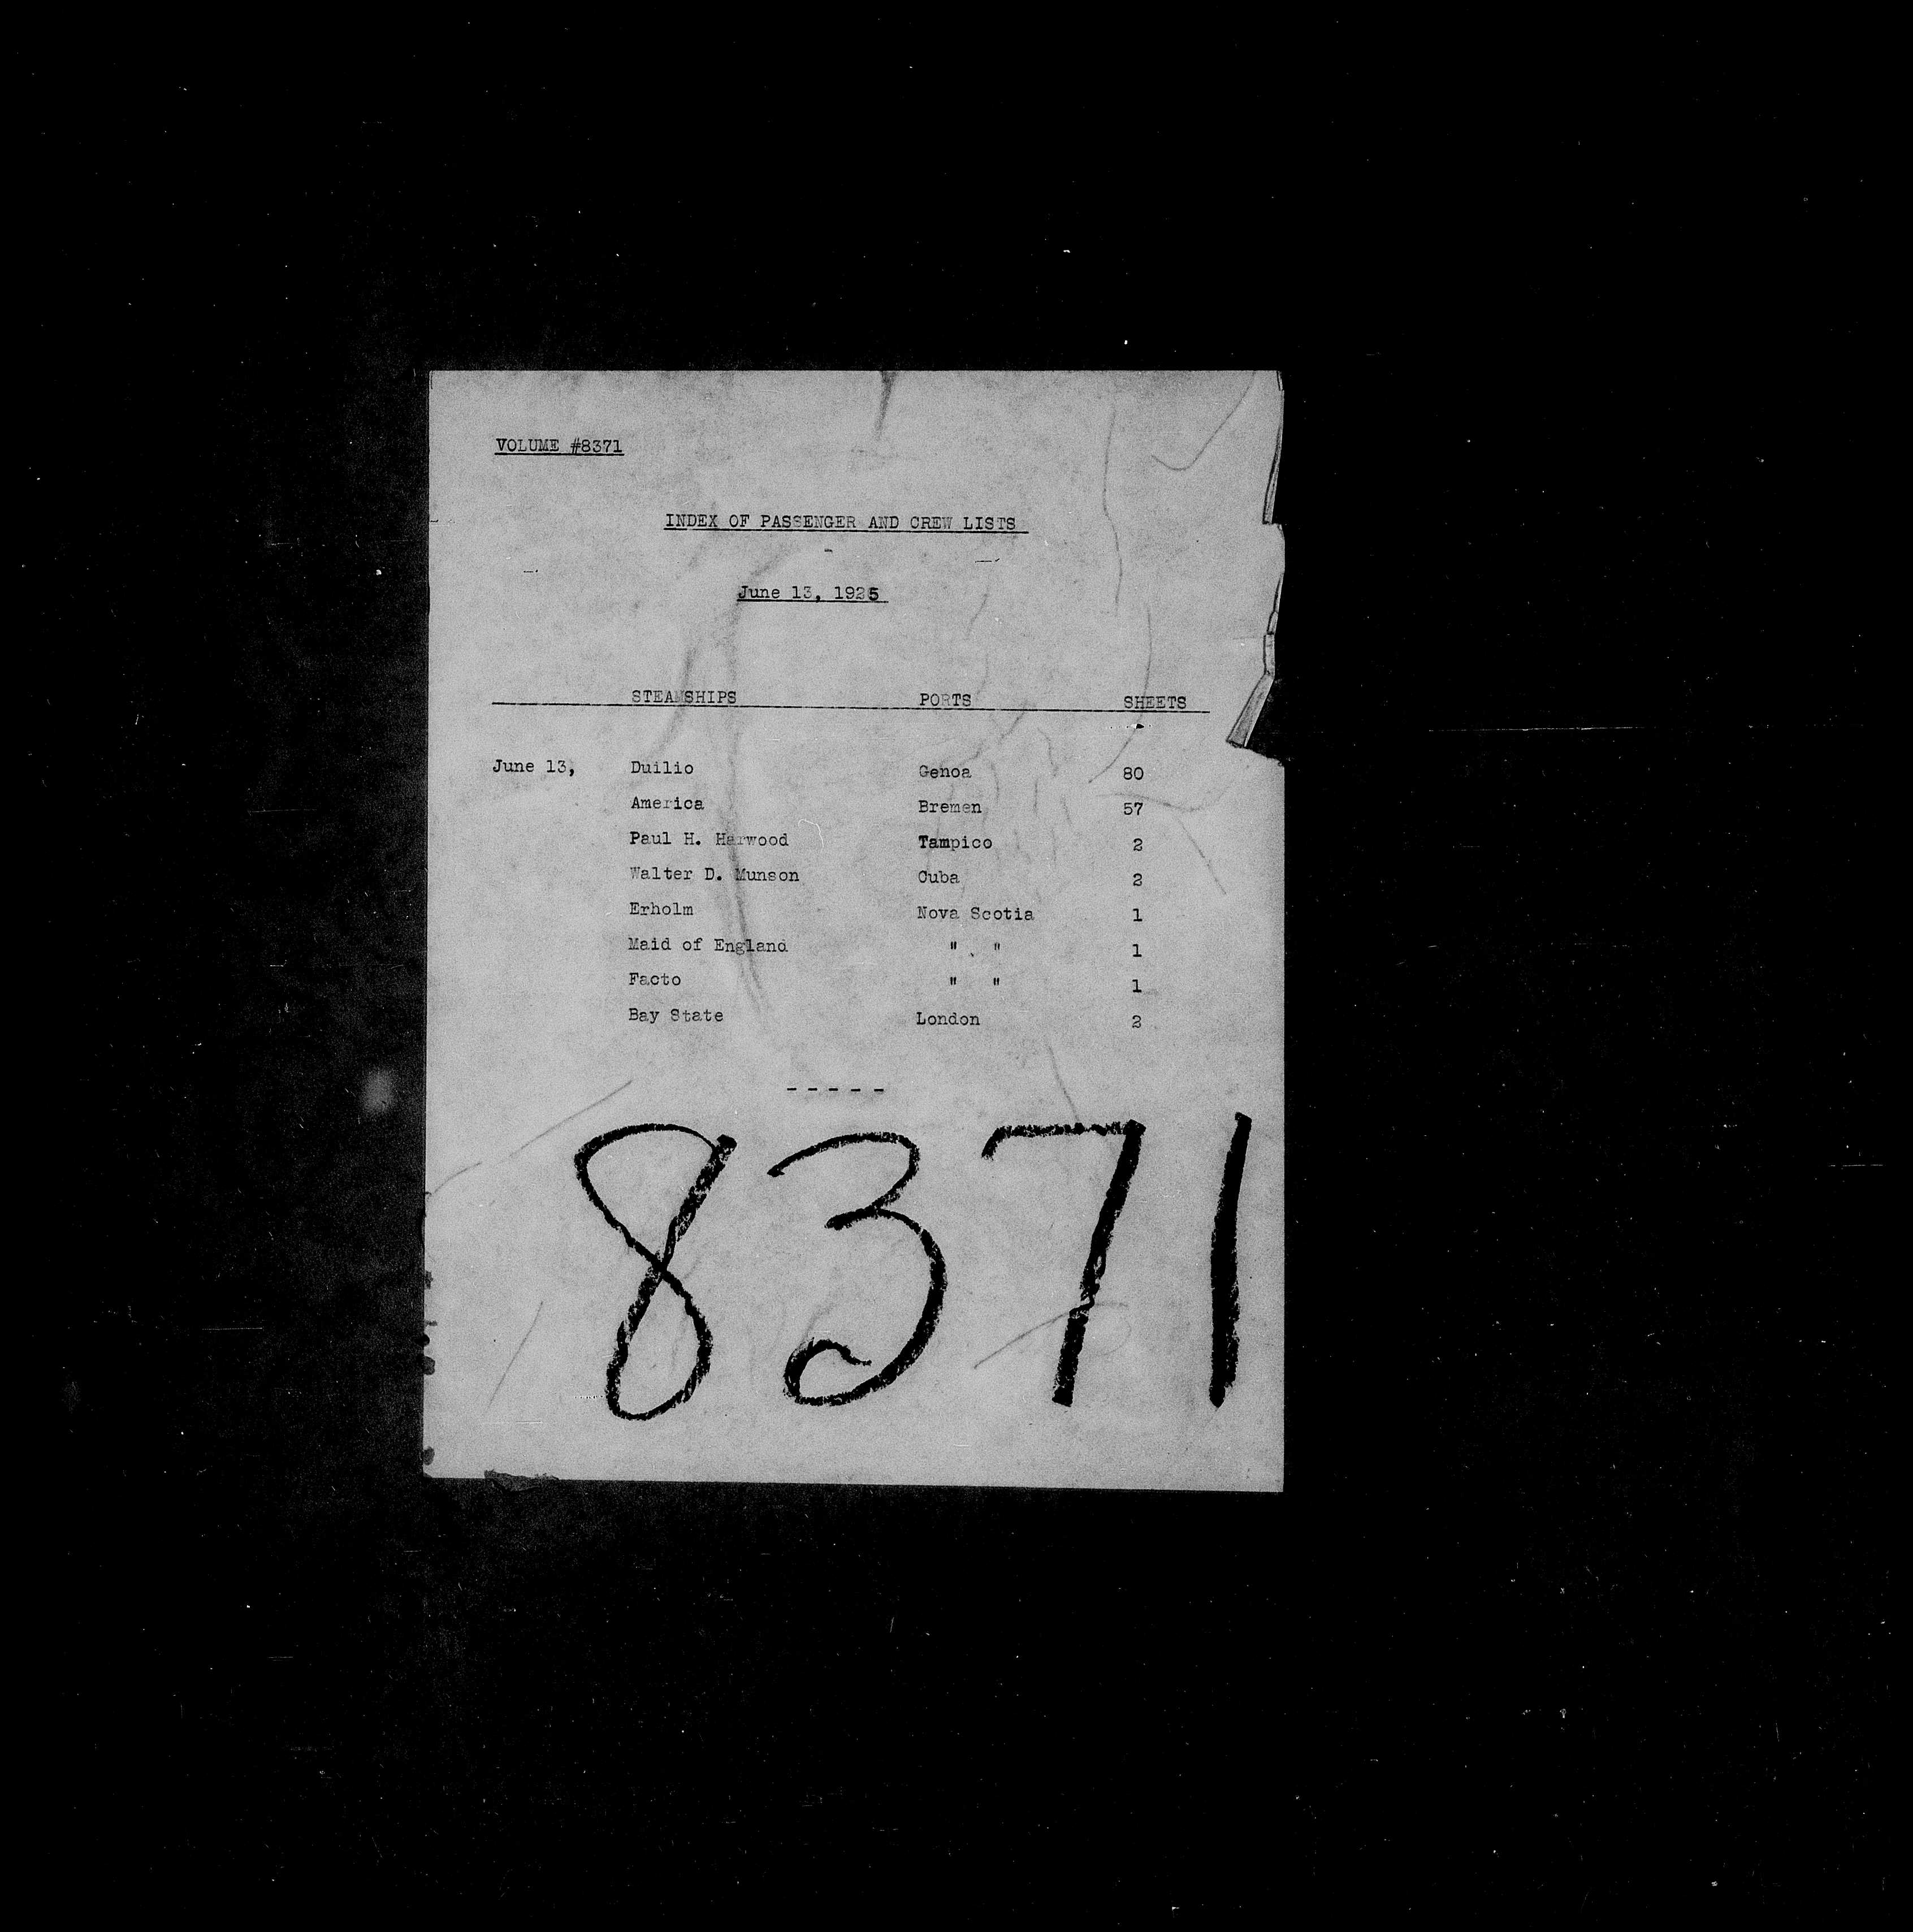 VOLUME #8371
INDEX OF PASSENGER AND CREW LISTS
June 13, 1925
STEAMSHIPS PORTS SHEETS
June 13, Duilio Genoa 80
America Bremen 57
Paul H. Harwood Tampico 2
Walter D. Munson Cuba 2
Erholm Nova Scotia 1
Maid of England " " 1
Facto " " 1
Bay State London 2
- - - - -
8371